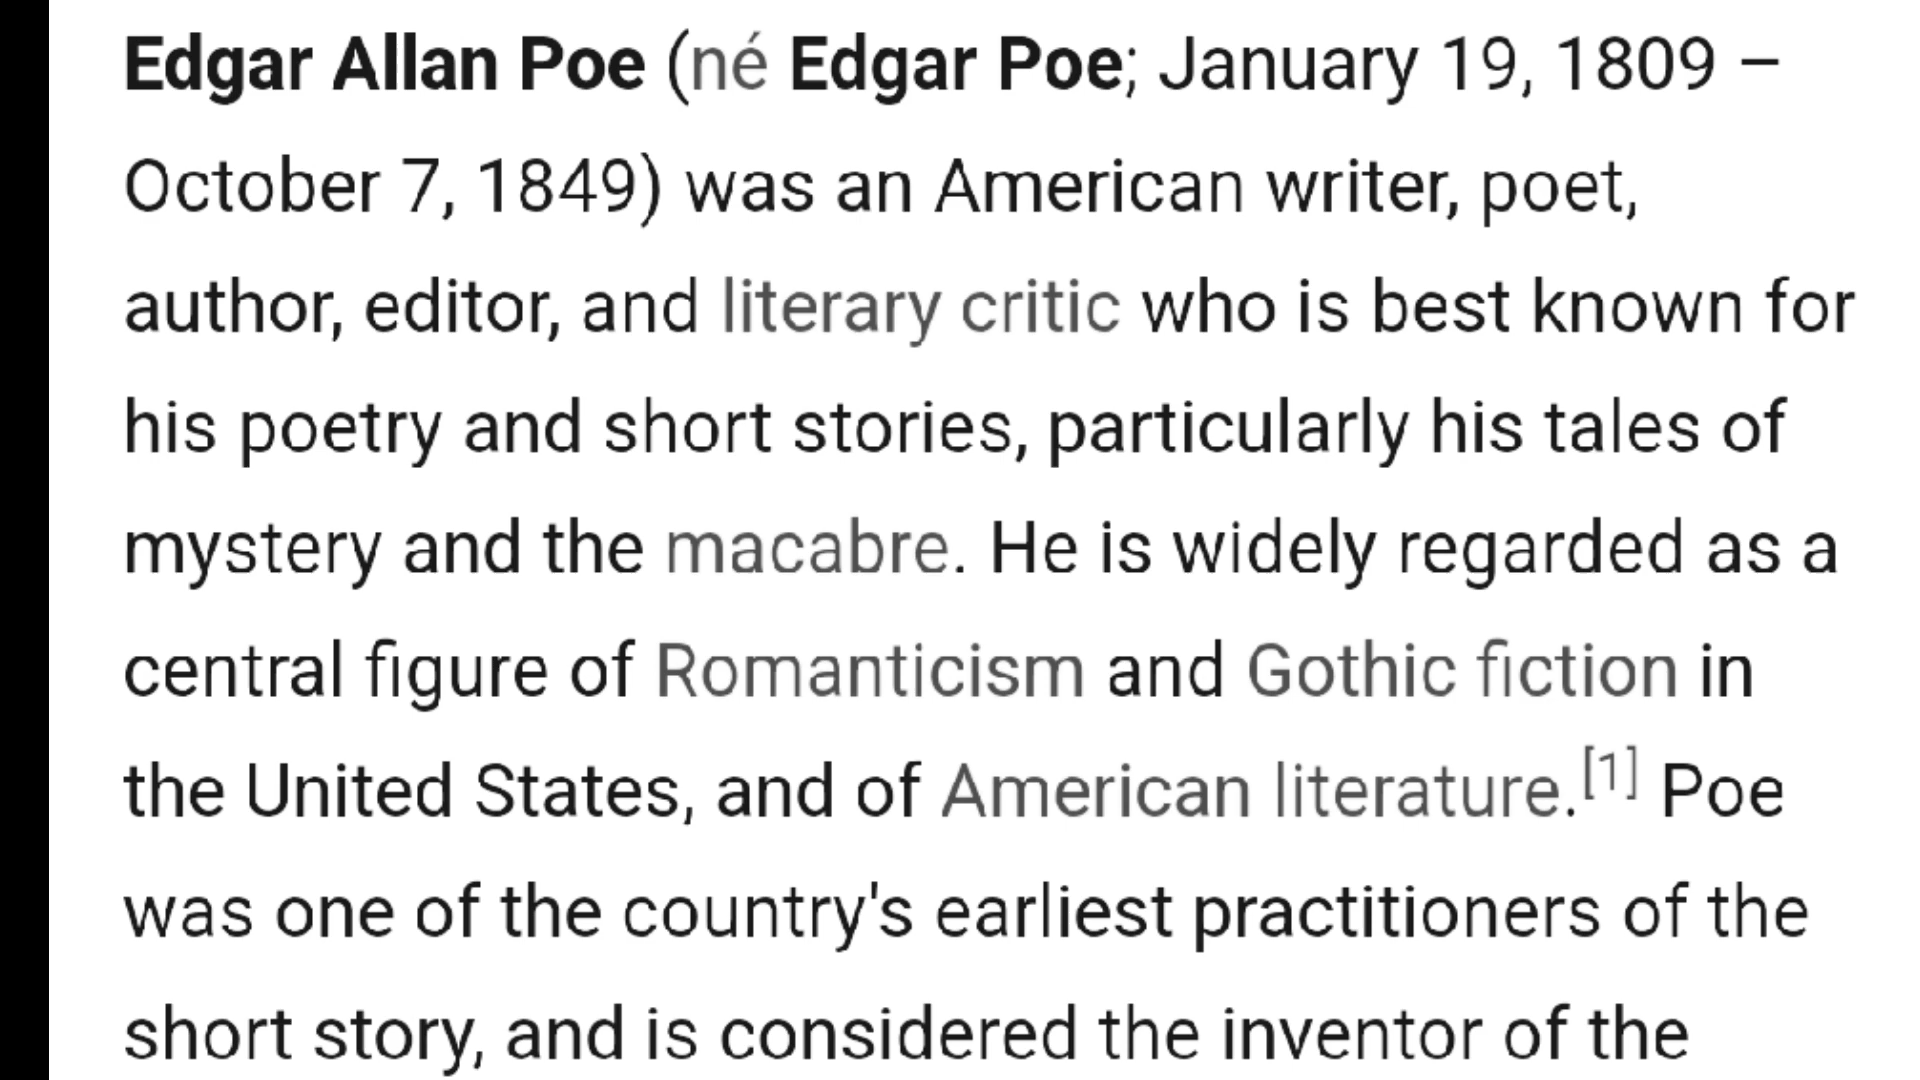 Edgar Allan Poe (né Edgar Poe; January 19, 1809 –
October 7, 1849) was an American writer, poet,
author, editor, and literary critic who is best known for
his poetry and short stories, particularly his tales of
mystery and the macabre. He is widely regarded as a
central figure of Romanticism and Gothic fiction in
the United States, and of American literature.[1] Poe
was one of the country's earliest practitioners of the
short story, and is considered the inventor of the